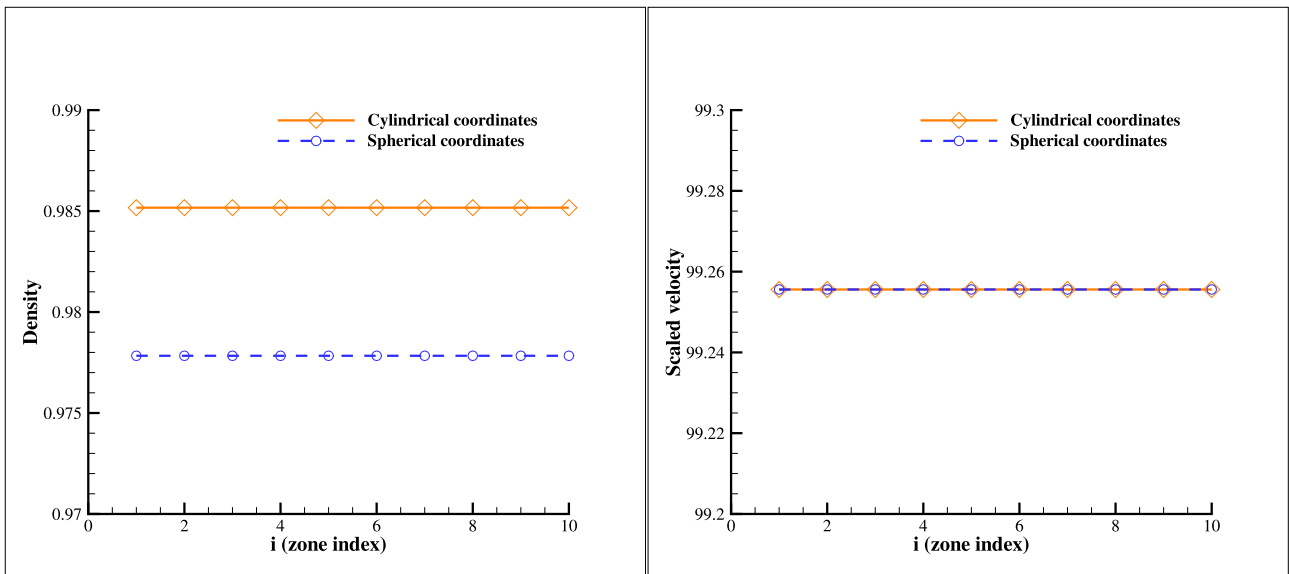 Cylindrical coordinates
Spherical coordinates
0.99
0.985
0.98
0.975
0.97
Density
0 2 4 6 8 10
i (zone index)
Cylindrical coordinates
Spherical coordinates
99.3
99.28
99.26
99.24
99.22
99.2
Scaled velocity
0 2 4 6 8 10
i (zone index)